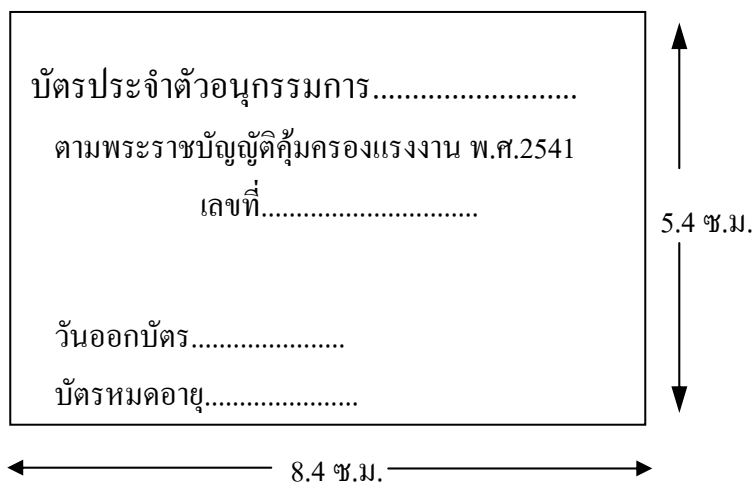 บัตรประจำตัวอนุกรรมการ..........................
ตามพระราชบัญญัติคุ้มครองแรงงาน พ.ศ.2541
เลขที่...............................
5.4 ซ.ม.
วันออกบัตร......................
บัตรหมดอายุ......................
8.4 ซ.ม.